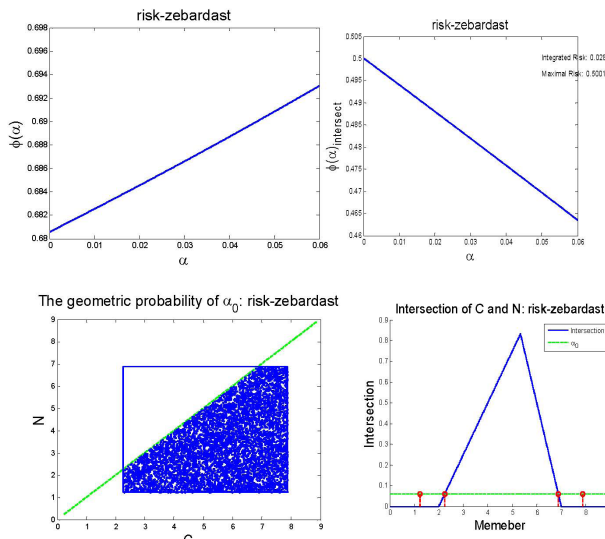 risk-zebardast
0.698
0.696
0.694
0.692
0.69
0.688
0.686
0.684
0.682
0.68
0 0.01 0.02 0.03 0.04 0.05 0.06
ϕ(α)
α
risk-zebardast
0.505
0.5
0.495
0.49
0.485
0.48
0.475
0.47
0.465
0.46
0 0.01 0.02 0.03 0.04 0.05 0.06
ϕ(α)intersect
α
Integrated Risk: 0.028
Maximal Risk: 0.5001
The geometric probability of α0: risk-zebardast
9
8
7
6
5
4
3
2
1
0
0 1 2 3 4 5 6 7 8 9
N
Intersection of C and N: risk-zebardast
0.9
0.8
0.7
0.6
0.5
0.4
0.3
0.2
0.1
0
0 1 2 3 4 5 6 7 8
Intersection
Memeber
Intersection
α0